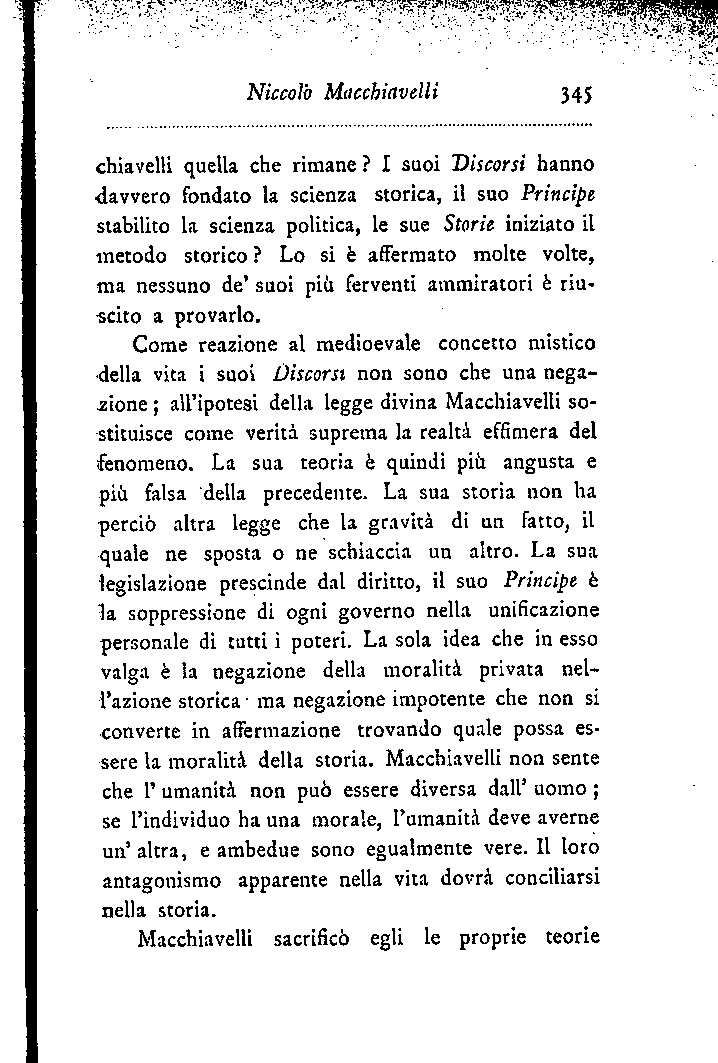 Niccolò Macchiavelli 345
chiavelli quella che rimane? I suoi Discorsi hanno
davvero fondato la scienza storica, il suo Principe
stabilito la scienza politica, le sue Storie iniziato il
metodo storico? Lo si è affermato molte volte,
ma nessuno de' suoi più ferventi ammiratori è riu-
scito a provarlo.
Come reazione al medioevale concetto mistico
della vita i suoi Discorsi non sono che una nega-
zione; all'ipotesi della legge divina Macchiavelli so-
stituisce come verità suprema la realtà effimera del
fenomeno. La sua teoria è quindi più angusta e
più falsa della precedente. La sua storia non ha
perciò altra legge che la gravità di un fatto, il
quale ne sposta o ne schiaccia un altro. La sua
legislazione prescinde dal diritto, il suo Principe è
la soppressione di ogni governo nella unificazione
personale di tutti i poteri. La sola idea che in esso
valga è la negazione della moralità privata nel-
l'azione storica · ma negazione impotente che non si
converte in affermazione trovando quale possa es-
sere la moralità della storia. Macchiavelli non sente
che l' umanità non può essere diversa dall' uomo;
se l'individuo ha una morale, l'umanità deve averne
un' altra, e ambedue sono egualmente vere. Il loro
antagonismo apparente nella vita dovrà conciliarsi
nella storia.
Macchiavelli sacrificò egli le proprie teorie